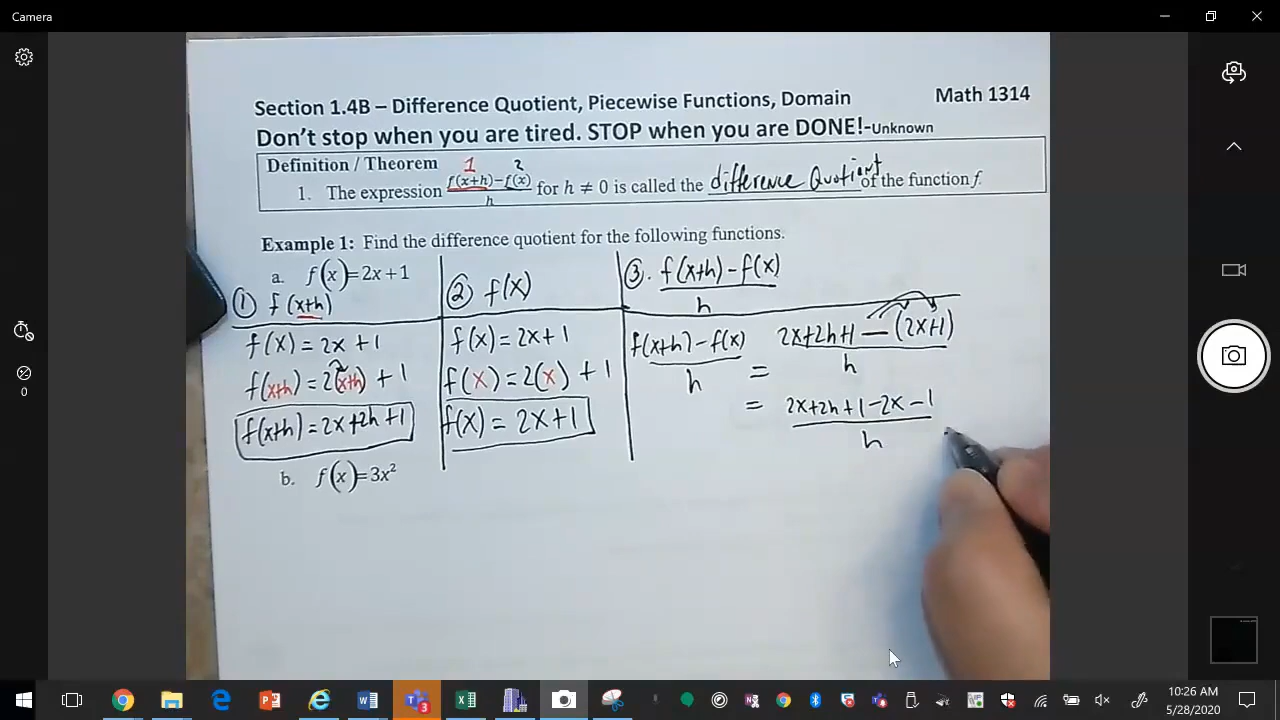 Camera
Section 1.4B – Difference Quotient, Piecewise Functions, Domain Math 1314
Don't stop when you are tired. STOP when you are DONE!-Unknown
Definition / Theorem 1 2
1. The expression f(x+h)−f(x)/h for h ≠ 0 is called the difference Quotient of the function f.
Example 1: Find the difference quotient for the following functions.
a. f(x)=2x+1
① f(x+h)
② f(x)
③. f(x+h)-f(x)/h
f(x) = 2x+1
f(x+h) = 2(x+h) + 1
f(x+h) = 2x+2h+1
f(x) = 2x+1
f(x) = 2(x) + 1
f(x) = 2x+1
f(x+h)-f(x)/h = 2x+2h+1 - (2x+1)/h
= 2x+2h+1-2x-1/h
b. f(x)=3x²
0
3
10:26 AM
5/28/2020